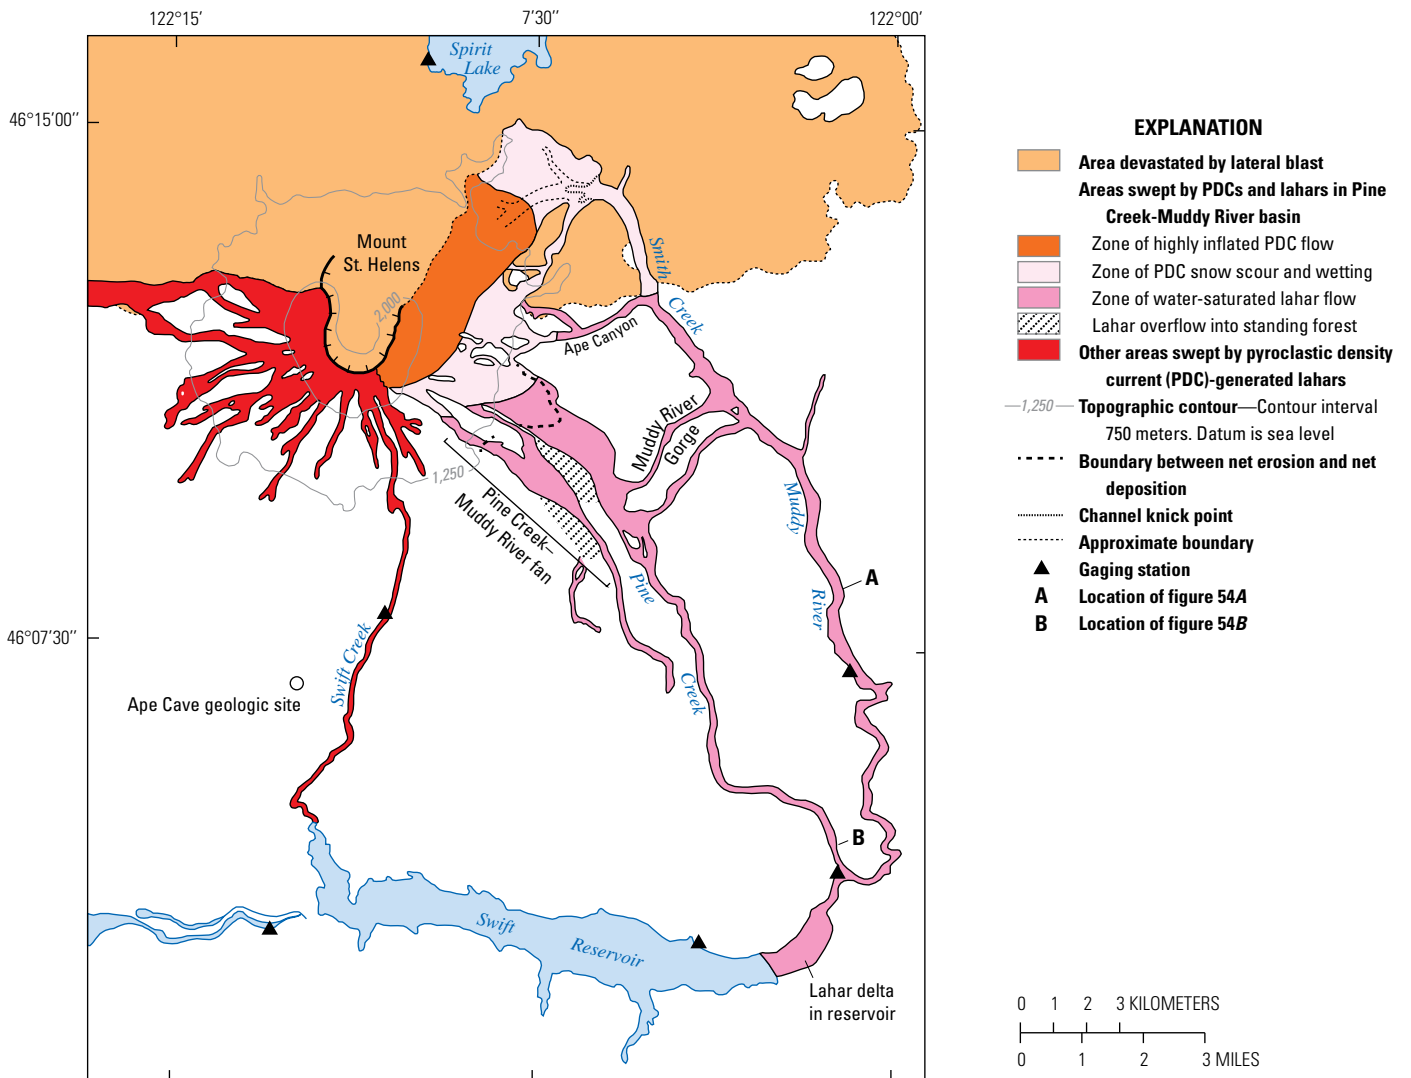 122°15′
7′30″
122°00′
Spirit
Lake
46°15′00″
Mount
St. Helens
2,000
Smith
Creek
Ape Canyon
Muddy River
Gorge
1,250
Pine Creek–
Muddy River fan
Muddy
River
A
Pine
Creek
46°07′30″
Swift Creek
Ape Cave geologic site
B
Swift
Reservoir
Lahar delta
in reservoir
EXPLANATION
Area devastated by lateral blast
Areas swept by PDCs and lahars in Pine
Creek-Muddy River basin
Zone of highly inflated PDC flow
Zone of PDC snow scour and wetting
Zone of water-saturated lahar flow
Lahar overflow into standing forest
Other areas swept by pyroclastic density
current (PDC)-generated lahars
1,250 Topographic contour—Contour interval
750 meters. Datum is sea level
Boundary between net erosion and net
deposition
Channel knick point
Approximate boundary
Gaging station
A Location of figure 54A
B Location of figure 54B
0 1 2 3 KILOMETERS
0 1 2 3 MILES